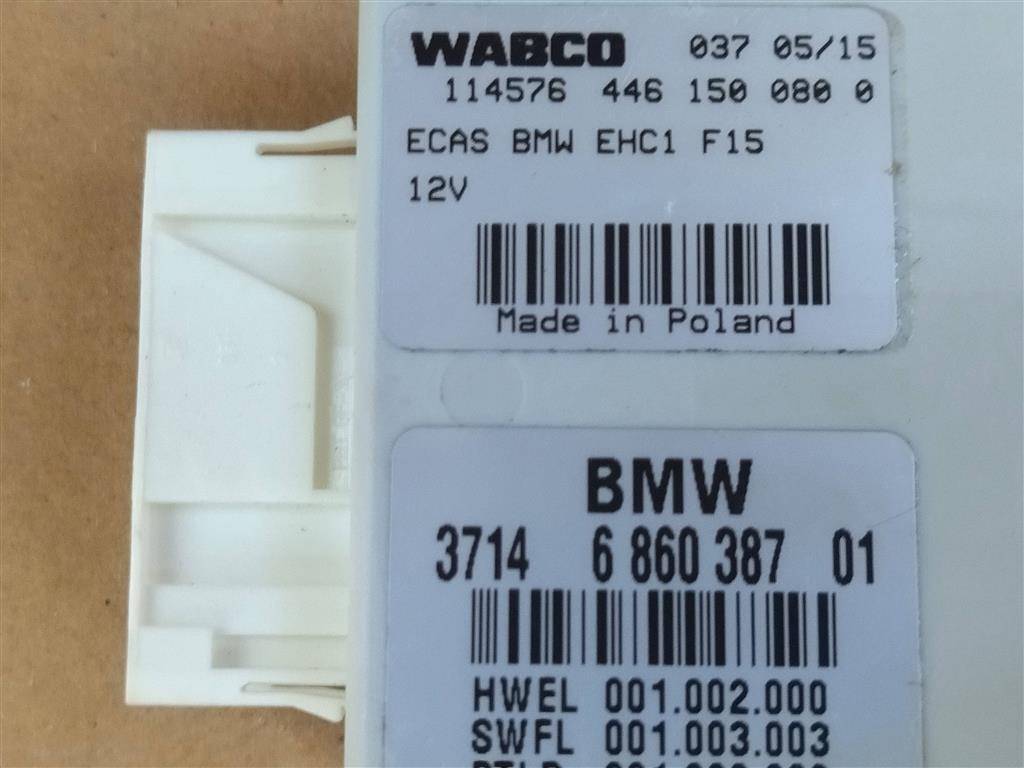 WABCO 037 05/15
114576 446 150 080 0
ECAS BMW EHC1 F15
12V
Made in Poland
BMW
3714 6 860 387 01
HWEL 001.002.000
SWFL 001.003.003